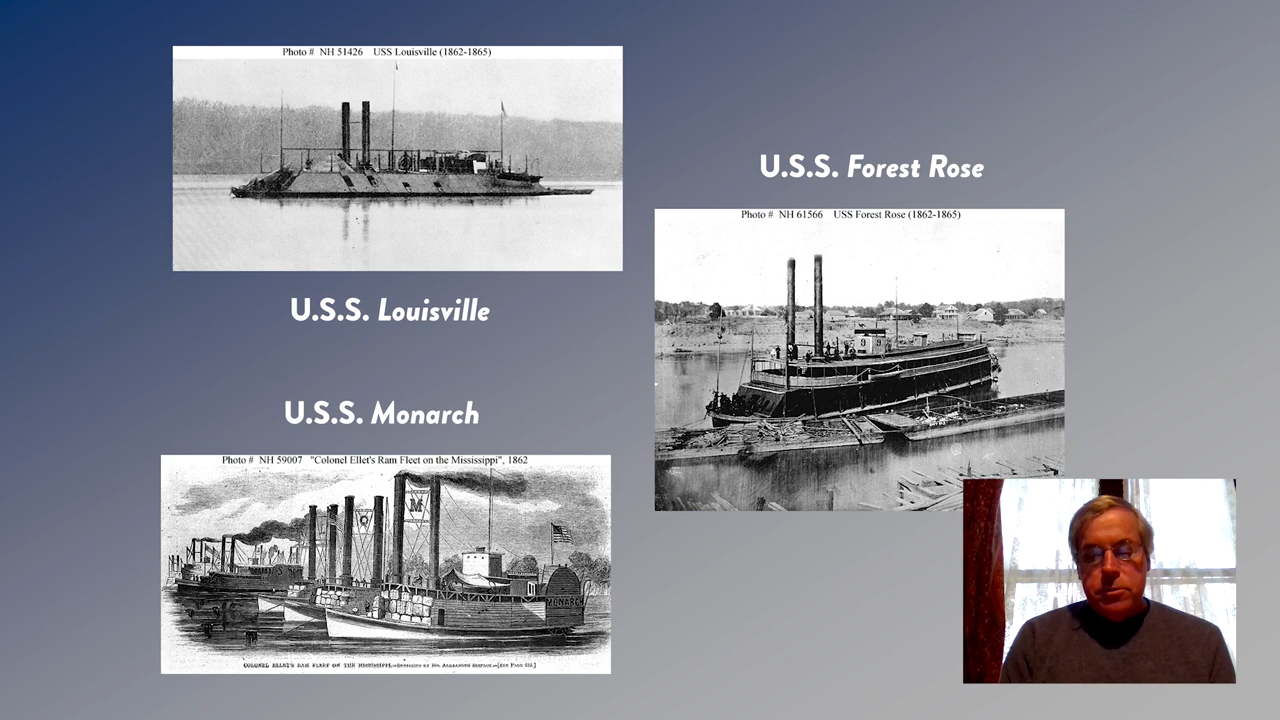 Photo # NH 51426 USS Louisville (1862-1865)
U.S.S. Louisville
U.S.S. Forest Rose
Photo # NH 61566 USS Forest Rose (1862-1865)
9 9
U.S.S. Monarch
Photo # NH 59007 "Colonel Ellet's Ram Fleet on the Mississippi", 1862
M
MONARCH
COLONEL ELLET'S RAM FLEET ON THE MISSISSIPPI